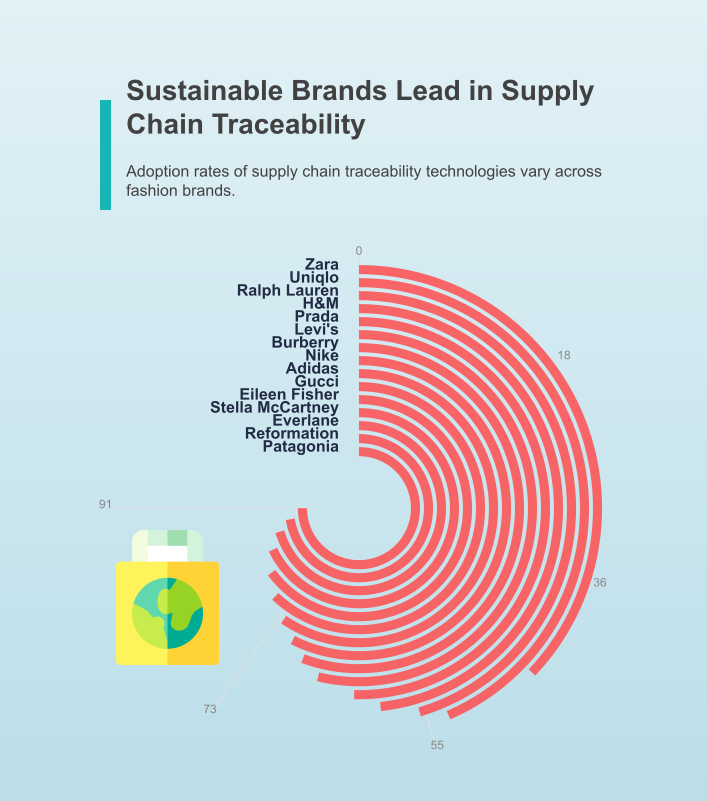 Sustainable Brands Lead in Supply
Chain Traceability
Adoption rates of supply chain traceability technologies vary across
fashion brands.
0
Zara
Uniqlo
Ralph Lauren
H&M
Prada
Levi's
Burberry
Nike
Adidas
Gucci
Eileen Fisher
Stella McCartney
Everlane
Reformation
Patagonia
18
91
36
73
55